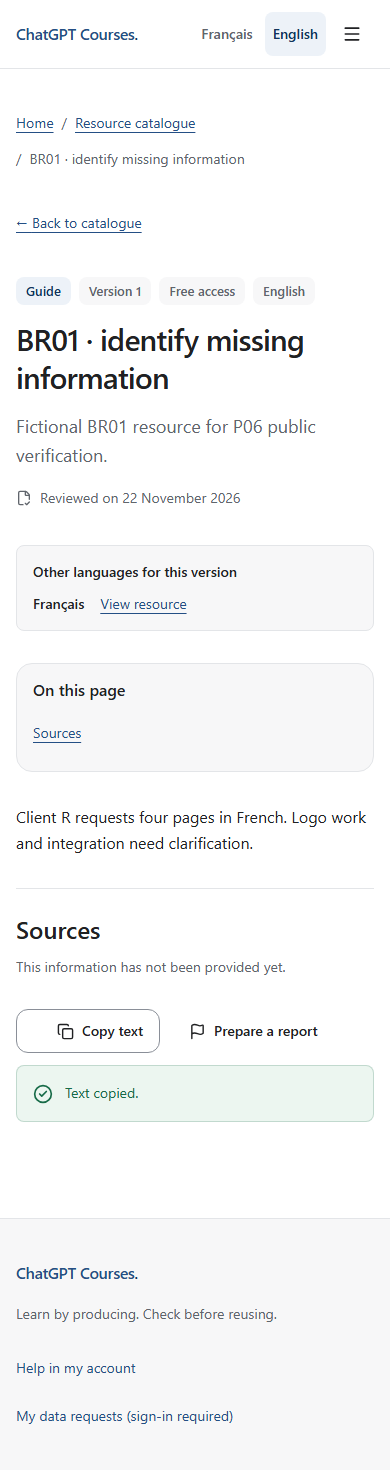 ChatGPT Courses.
Français
English
Home / Resource catalogue
/ BR01 · identify missing information
← Back to catalogue
Guide
Version 1
Free access
English
BR01 · identify missing
information
Fictional BR01 resource for P06 public
verification.
Reviewed on 22 November 2026
Other languages for this version
Français View resource
On this page
Sources
Client R requests four pages in French. Logo work
and integration need clarification.
Sources
This information has not been provided yet.
Copy text
Prepare a report
Text copied.
ChatGPT Courses.
Learn by producing. Check before reusing.
Help in my account
My data requests (sign-in required)